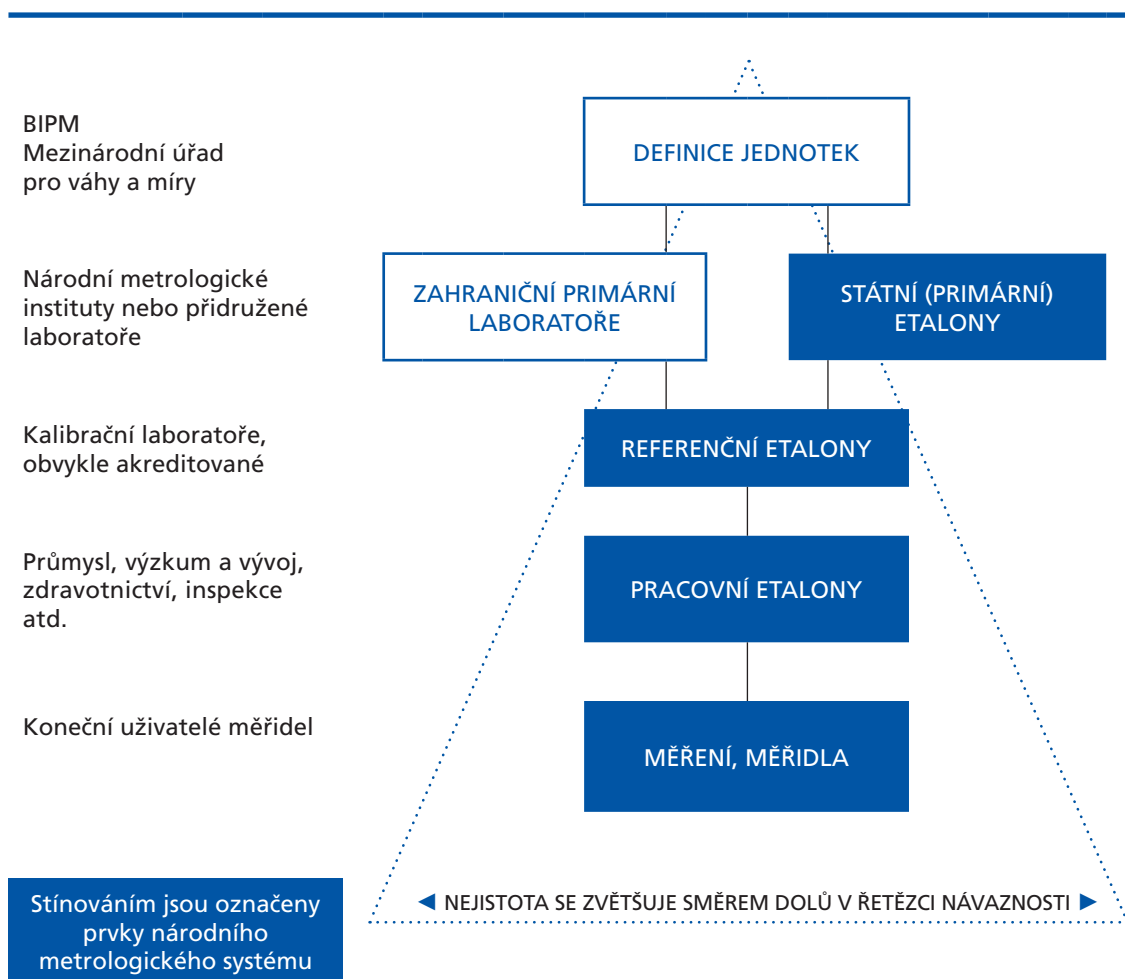 BIPM
Mezinárodní úřad
pro váhy a míry
DEFINICE JEDNOTEK
Národní metrologické
instituty nebo přidružené
laboratoře
ZAHRANIČNÍ PRIMÁRNÍ
LABORATOŘE
STÁTNÍ (PRIMÁRNÍ)
ETALONY
Kalibrační laboratoře,
obvykle akreditované
REFERENČNÍ ETALONY
Průmysl, výzkum a vývoj,
zdravotnictví, inspekce
atd.
PRACOVNÍ ETALONY
Koneční uživatelé měřidel
MĚŘENÍ, MĚŘIDLA
Stínováním jsou označeny
prvky národního
metrologického systému
◄ NEJISTOTA SE ZVĚTŠUJE SMĚREM DOLŮ V ŘETĚZCI NÁVAZNOSTI ►